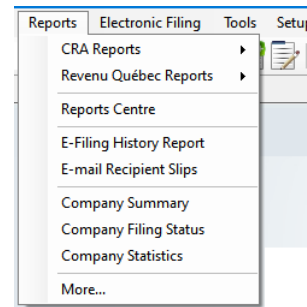 Reports Electronic Filing Tools Setup
CRA Reports
Revenu Québec Reports
Reports Centre
E-Filing History Report
E-mail Recipient Slips
Company Summary
Company Filing Status
Company Statistics
More...